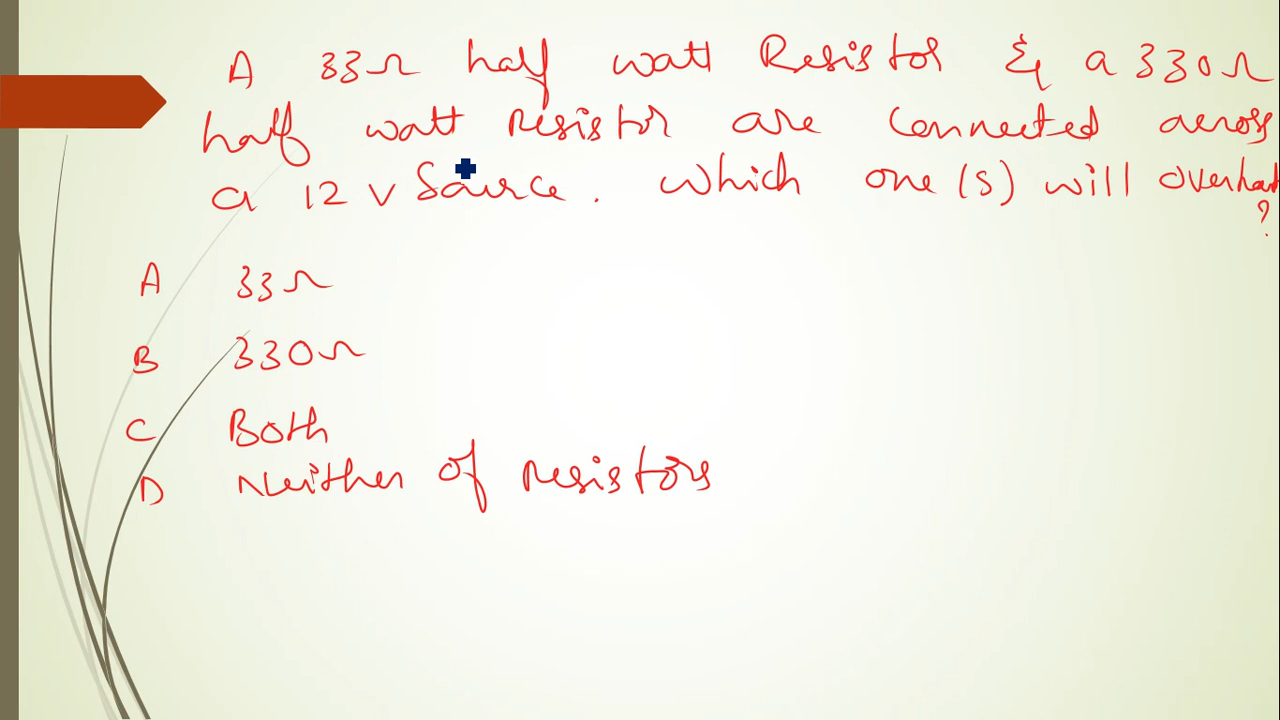 A 33Ω half watt Resistor & a 330Ω
half watt resistor are connected across
a 12 v Source. Which one (s) will overheat
?
A 33Ω
B 330Ω
C Both
D Neither of resistors